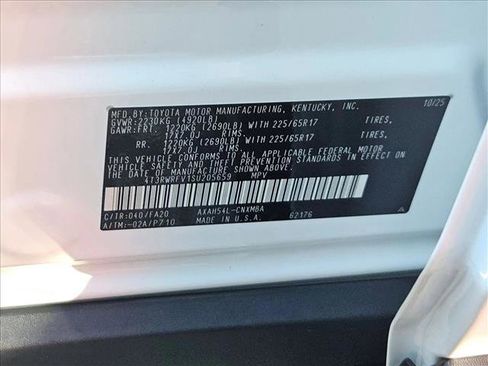 MFD.BY:TOYOTA MOTOR MANUFACTURING, KENTUCKY, INC. 10/25
GVWR:2230KG (4920LB)
GAWR:FRT. 1220KG (2690LB) WITH 225/65R17 TIRES,
17X7.0J RIMS.
RR. 1220KG (2690LB) WITH 225/65R17 TIRES,
17X7.0J RIMS.
THIS VEHICLE CONFORMS TO ALL APPLICABLE FEDERAL MOTOR
VEHICLE SAFETY AND THEFT PREVENTION STANDARDS IN EFFECT
ON THE DATE OF MANUFACTURE SHOWN ABOVE.
4T3RWRFV1SU205659 MPV
C/TR:040/FA20 AXAH54L-CNXMBA
A/TM:-02A/P710 MADE IN U.S.A. 62176 A